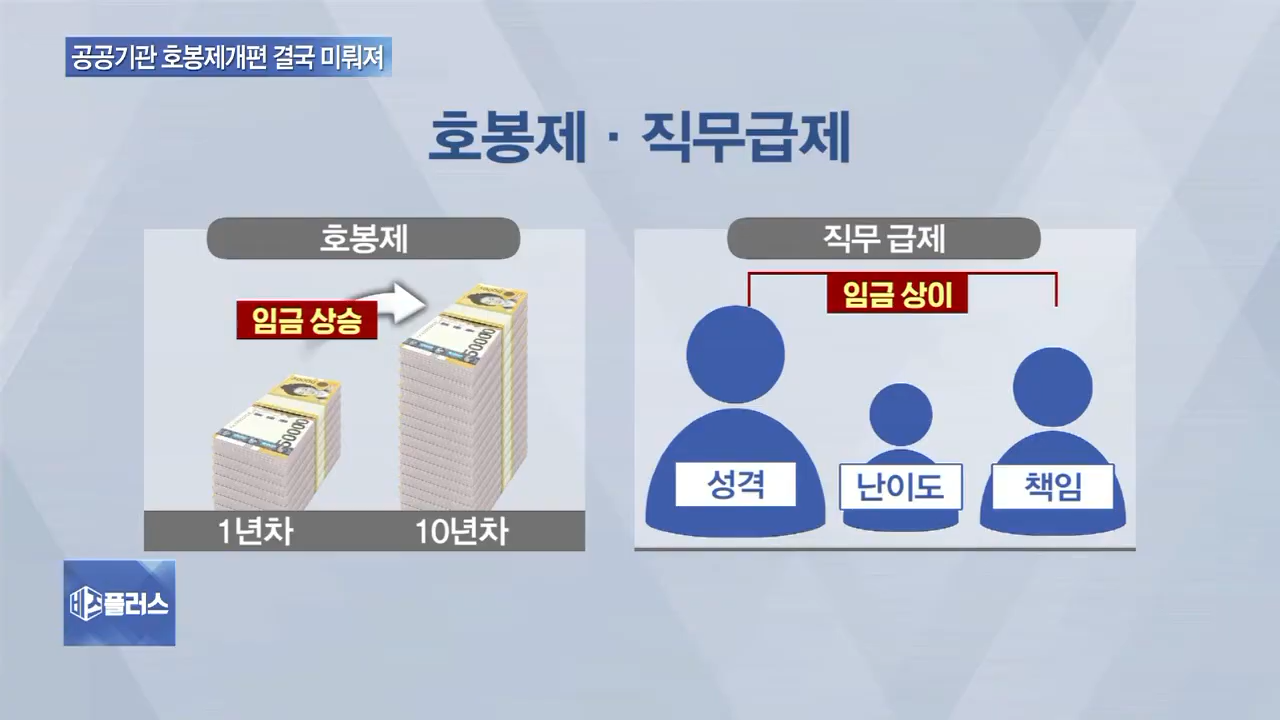 공공기관 호봉제개편 결국 미뤄져
호봉제 · 직무급제
호봉제
직무 급제
임금 상승
임금 상이
50000
50000
성격
난이도
책임
1년차
10년차
비즈플러스